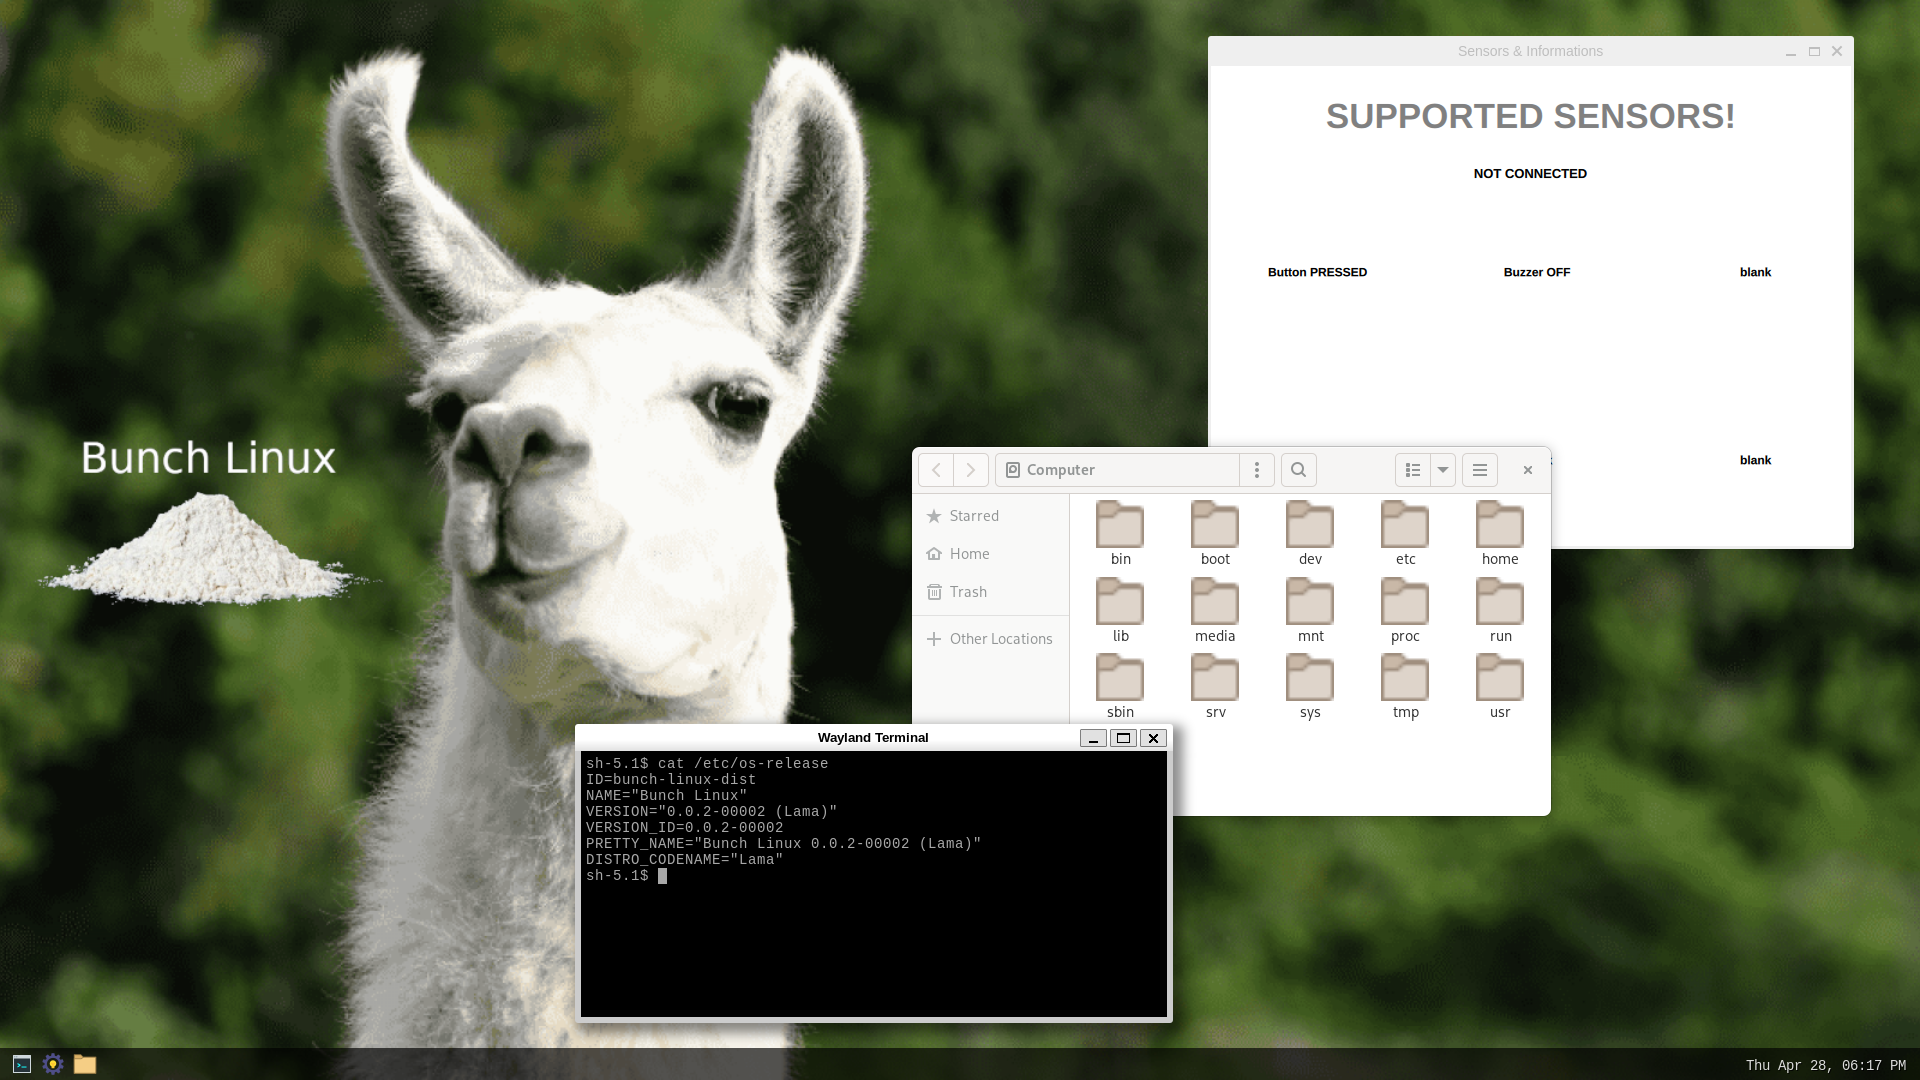 Sensors & Informations
SUPPORTED SENSORS!
NOT CONNECTED
Button PRESSED
Buzzer OFF
blank
blank
Bunch Linux
Computer
Starred
Home
Trash
Other Locations
bin
boot
dev
etc
home
lib
media
mnt
proc
run
sbin
srv
sys
tmp
usr
Wayland Terminal
sh-5.1$ cat /etc/os-release
ID=bunch-linux-dist
NAME="Bunch Linux"
VERSION="0.0.2-00002 (Lama)"
VERSION_ID=0.0.2-00002
PRETTY_NAME="Bunch Linux 0.0.2-00002 (Lama)"
DISTRO_CODENAME="Lama"
sh-5.1$
Thu Apr 28, 06:17 PM